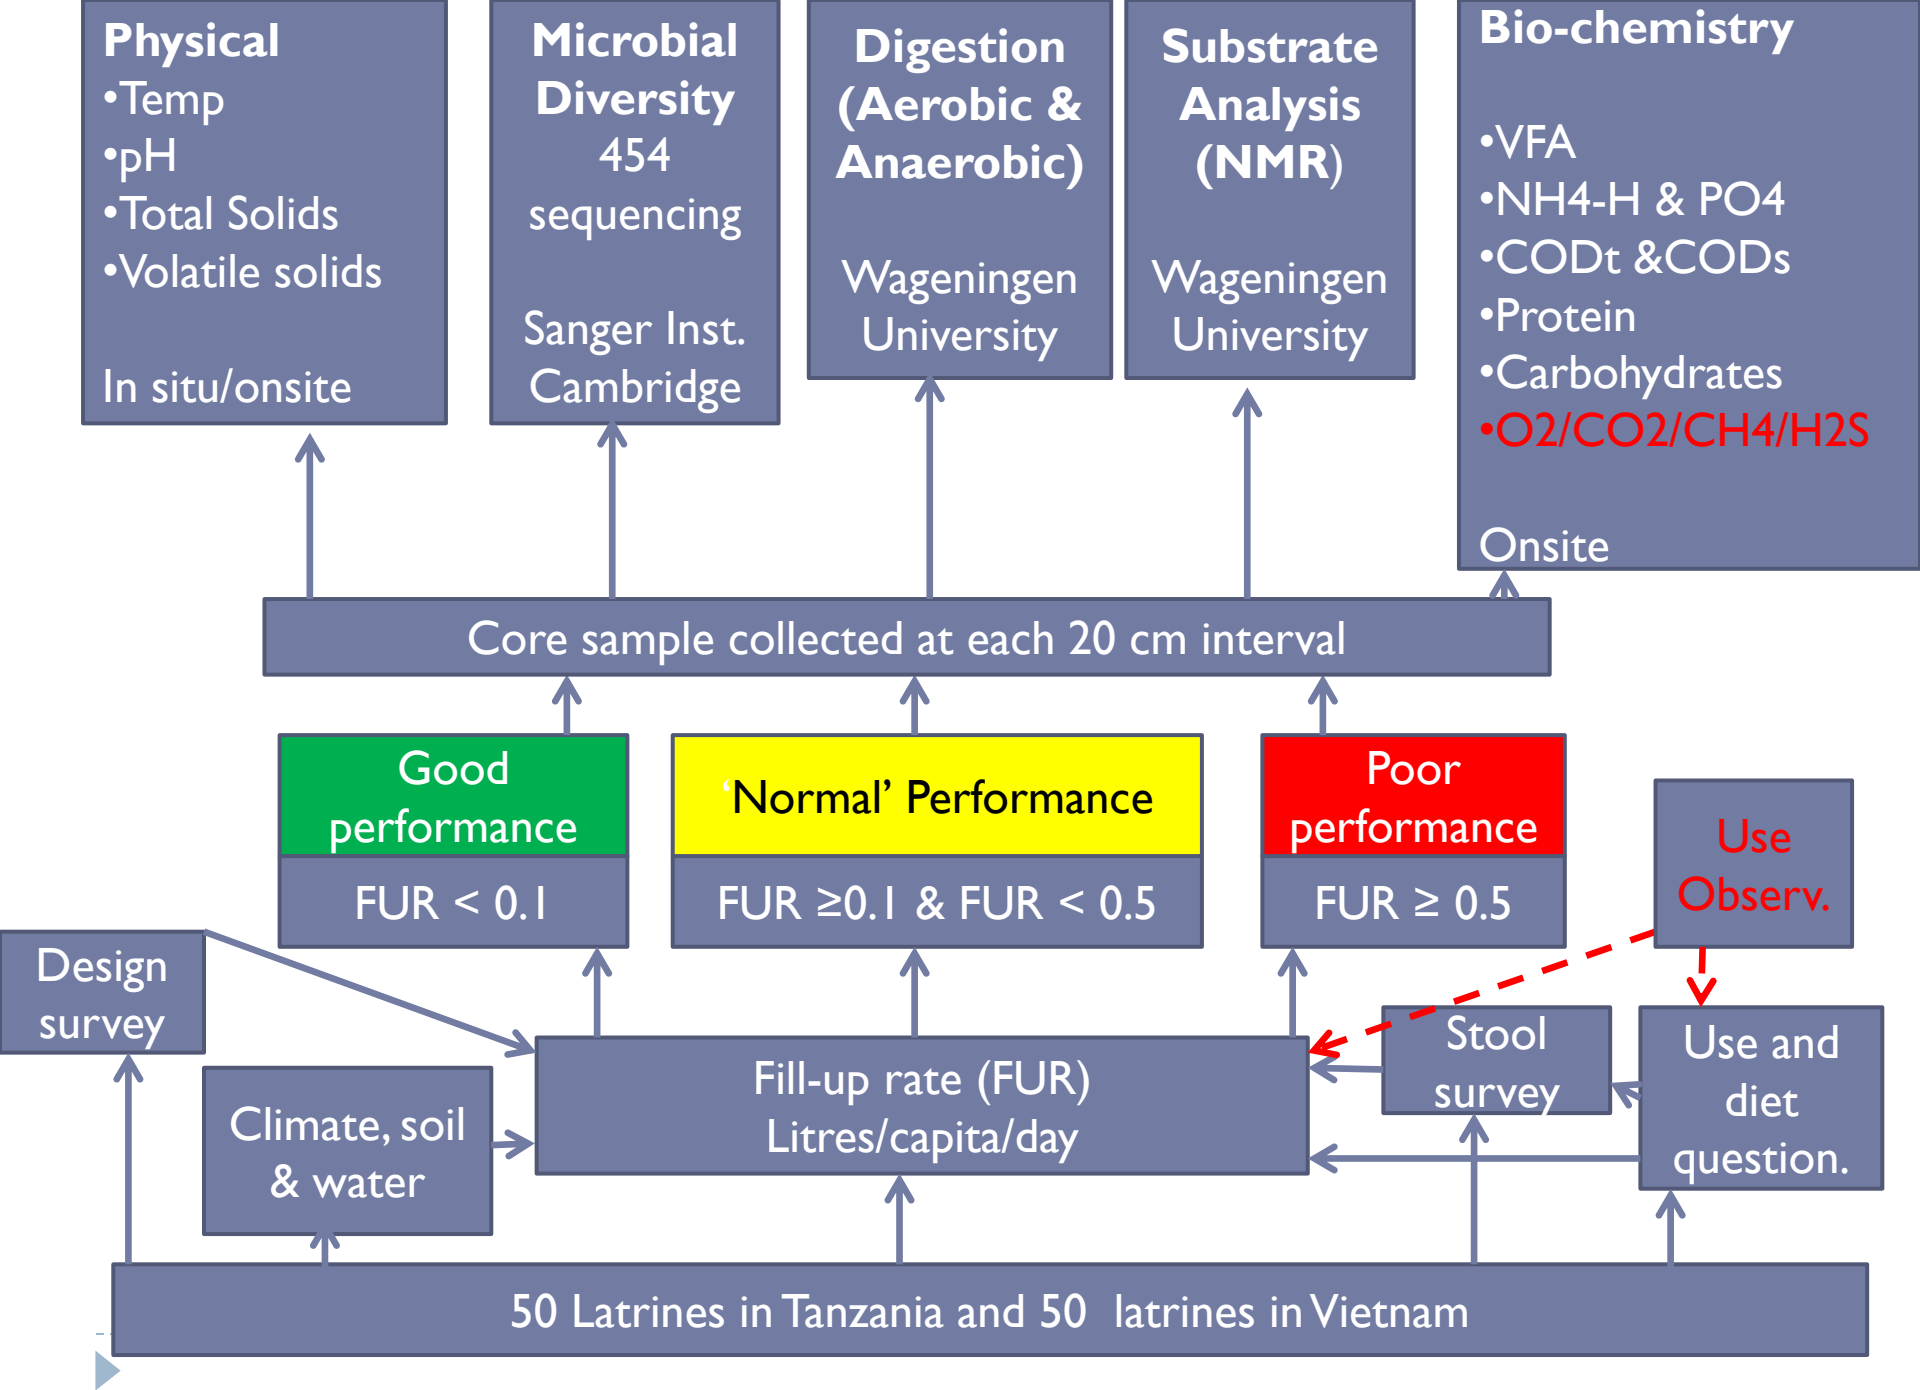 Physical
•Temp
•pH
•Total Solids
•Volatile solids
In situ/onsite
Microbial
Diversity
454
sequencing
Sanger Inst.
Cambridge
Digestion
(Aerobic &
Anaerobic)
Wageningen
University
Substrate
Analysis
(NMR)
Wageningen
University
Bio-chemistry
•VFA
•NH4-H & PO4
•CODt &CODs
•Protein
•Carbohydrates
•O2/CO2/CH4/H2S
Onsite
Core sample collected at each 20 cm interval
Good
performance
FUR < 0.1
‘Normal’ Performance
FUR ≥0.1 & FUR < 0.5
Poor
performance
FUR ≥ 0.5
Use
Observ.
Design
survey
Climate, soil
& water
Fill-up rate (FUR)
Litres/capita/day
Stool
survey
Use and
diet
question.
50 Latrines in Tanzania and 50 latrines in Vietnam